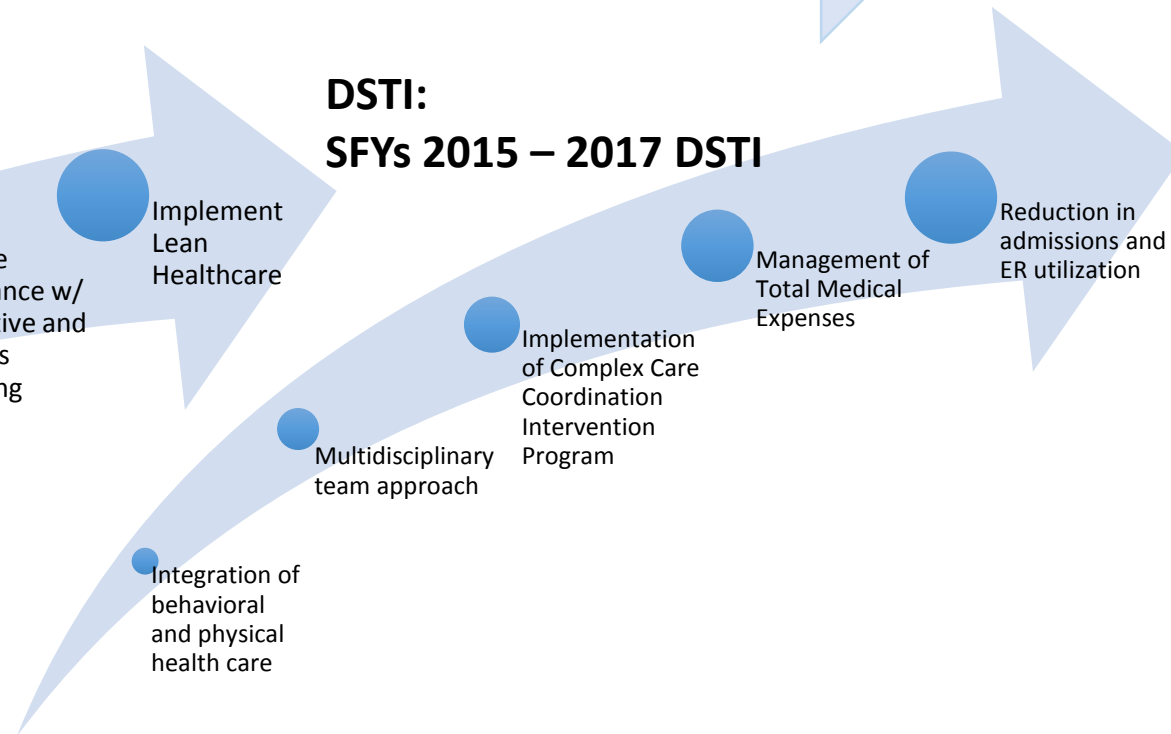 DSTI:
SFYs 2015 – 2017 DSTI
Implement
Lean
Healthcare
w/
and
Reduction in
admissions and
ER utilization
Management of
Total Medical
Expenses
Implementation
of Complex Care
Coordination
Intervention
Program
Multidisciplinary
team approach
Integration of
behavioral
and physical
health care